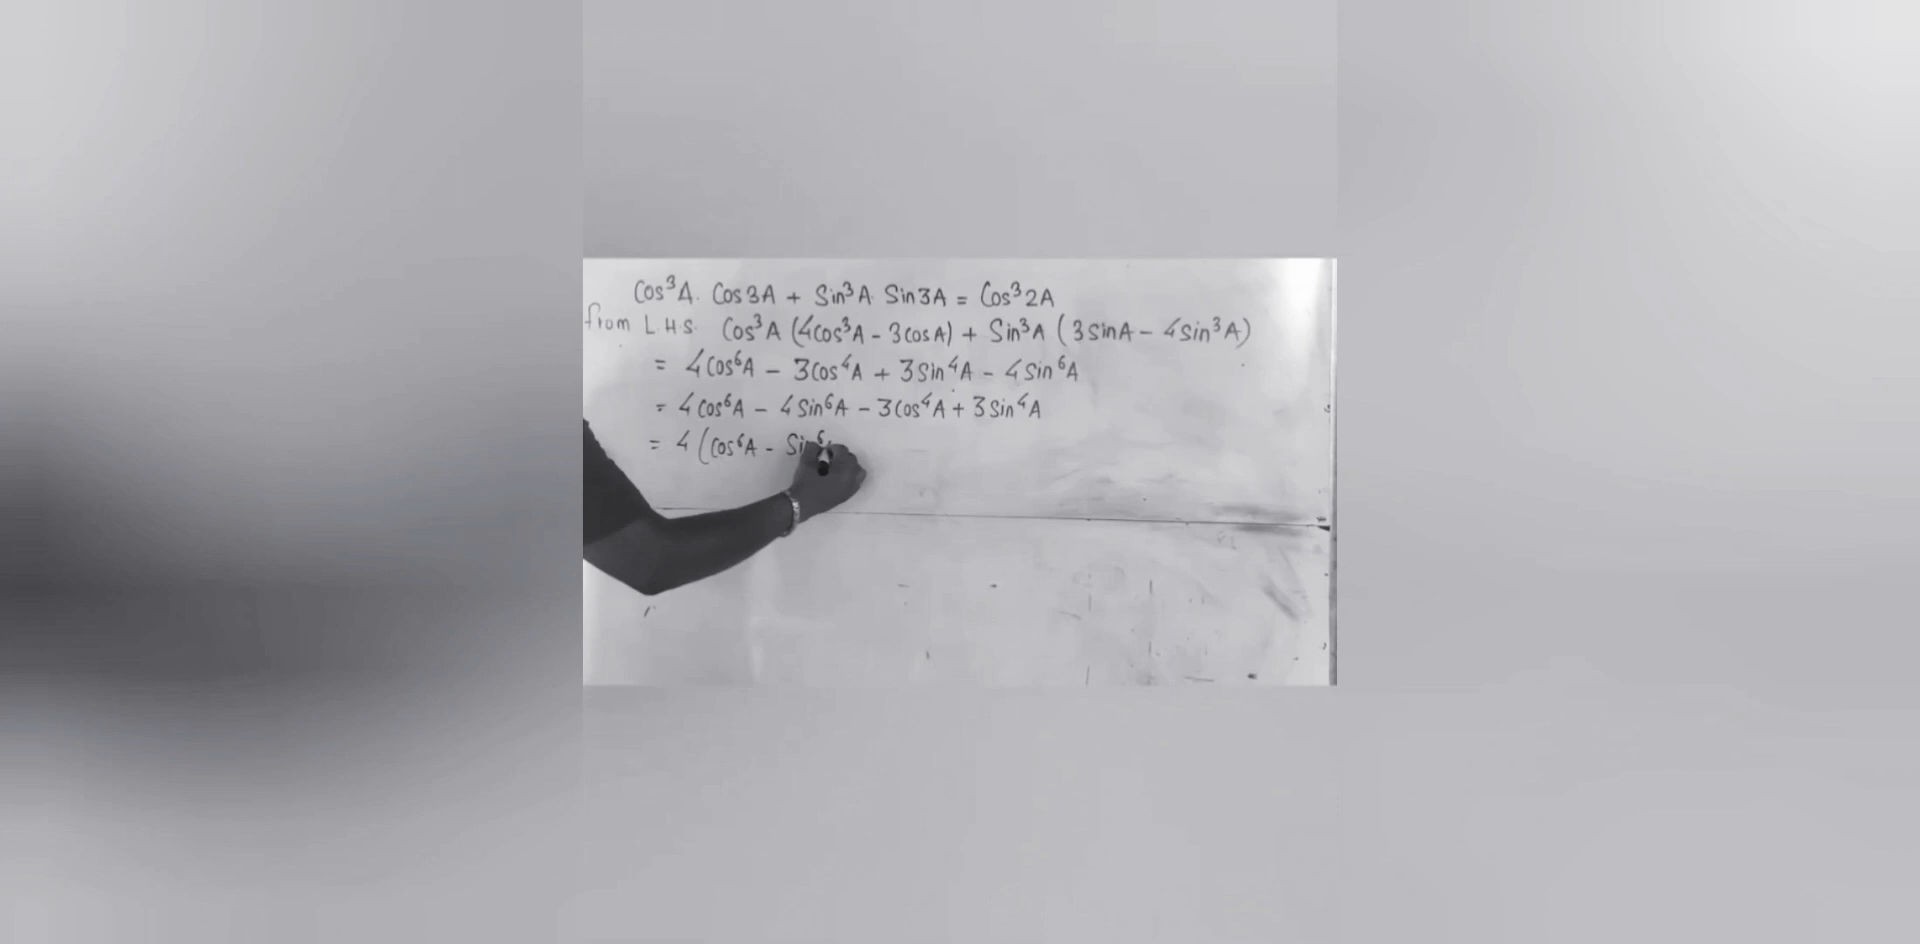 Cos³A. Cos3A + Sin³A. Sin3A = Cos³2A
from L.H.S. Cos³A (4cos³A - 3cosA) + Sin³A (3sinA - 4sin³A)
= 4Cos⁶A - 3Cos⁴A + 3Sin⁴A - 4Sin⁶A
= 4Cos⁶A - 4Sin⁶A - 3Cos⁴A + 3Sin⁴A
= 4 (Cos⁶A - Sin⁶